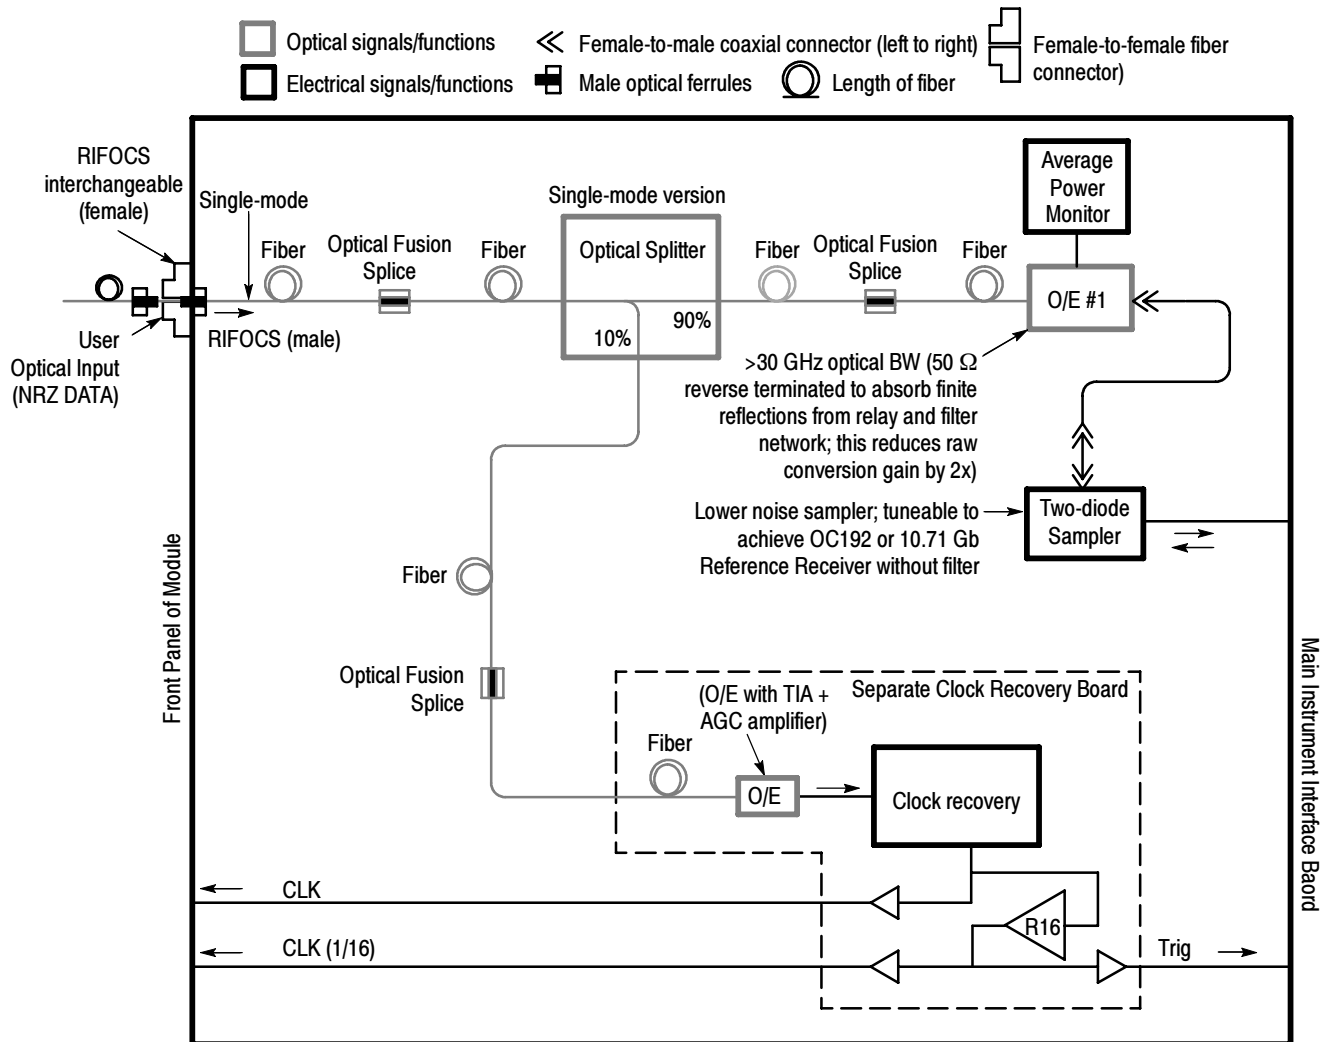 Optical signals/functions
Female-to-male coaxial connector (left to right)
Female-to-female fiber
connector)
Electrical signals/functions
Male optical ferrules
Length of fiber
RIFOCS
interchangeable
(female)
Single-mode
Fiber
Optical Fusion
Splice
Fiber
Single-mode version
Optical Splitter
90%
10%
Fiber
Optical Fusion
Splice
Fiber
Average
Power
Monitor
O/E #1
User
Optical Input
(NRZ DATA)
RIFOCS (male)
>30 GHz optical BW (50 Ω
reverse terminated to absorb finite
reflections from relay and filter
network; this reduces raw
conversion gain by 2x)
Lower noise sampler; tuneable to
achieve OC192 or 10.71 Gb
Reference Receiver without filter
Two-diode
Sampler
Front Panel of Module
Fiber
Optical Fusion
Splice
Main Instrument Interface Baord
(O/E with TIA +
AGC amplifier)
Separate Clock Recovery Board
Fiber
O/E
Clock recovery
CLK
R16
CLK (1/16)
Trig